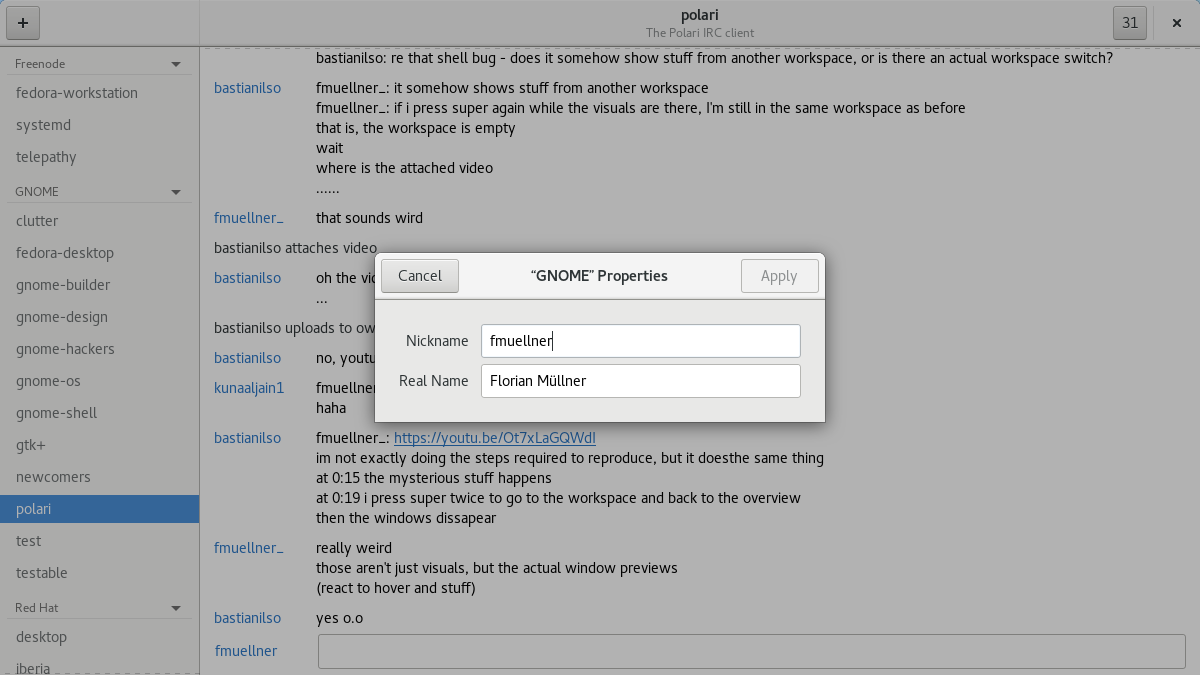 +
polari
The Polari IRC client
31
×
Freenode
fedora-workstation
systemd
telepathy
GNOME
clutter
fedora-desktop
gnome-builder
gnome-design
gnome-hackers
gnome-os
gnome-shell
gtk+
newcomers
polari
test
testable
Red Hat
desktop
iberia
bastianilso: re that shell bug - does it somehow show stuff from another workspace, or is there an actual workspace switch?
bastianilso fmuellner_: it somehow shows stuff from another workspace
fmuellner_: if i press super again while the visuals are there, I'm still in the same workspace as before
that is, the workspace is empty
wait
where is the attached video
......
fmuellner_ that sounds wird
bastianilso attaches video
bastianilso oh the vi
...
bastianilso uploads to ow
bastianilso no, youtu
kunaaljain1 fmuellner
haha
bastianilso fmuellner_: https://youtu.be/Ot7xLaGQWdI
im not exactly doing the steps required to reproduce, but it doesthe same thing
at 0:15 the mysterious stuff happens
at 0:19 i press super twice to go to the workspace and back to the overview
then the windows dissapear
fmuellner_ really weird
those aren't just visuals, but the actual window previews
(react to hover and stuff)
bastianilso yes o.o
fmuellner
Cancel “GNOME” Properties Apply
Nickname fmuellner
Real Name Florian Müllner